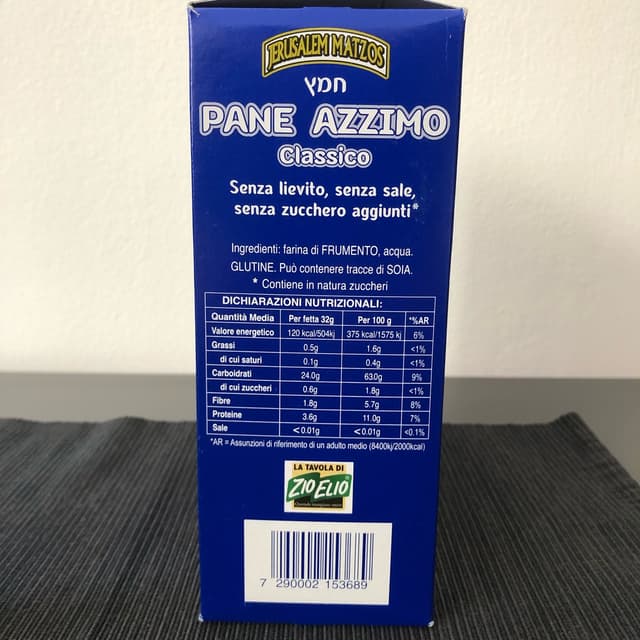 JERUSALEM MATZOS
חמץ
PANE AZZIMO
Classico
Senza lievito, senza sale,
senza zucchero aggiunti*
Ingredienti: farina di FRUMENTO, acqua.
GLUTINE. Può contenere tracce di SOIA.
* Contiene in natura zuccheri
DICHIARAZIONI NUTRIZIONALI:
Quantità Media Per fetta 32g Per 100 g *%AR
Valore energetico 120 kcal/504kj 375 kcal/1575 kj 6%
Grassi 0.5g 1.6g <1%
di cui saturi 0.1g 0.4g <1%
Carboidrati 24.0g 63.0g 9%
di cui zuccheri 0.6g 1.8g <1%
Fibre 1.8g 5.7g 8%
Proteine 3.6g 11.0g 7%
Sale <0.01g <0.01g <0.1%
*AR = Assunzioni di riferimento di un adulto medio (8400kj/2000kcal)
LA TAVOLA DI
ZIO ELIO
7 290002 153689